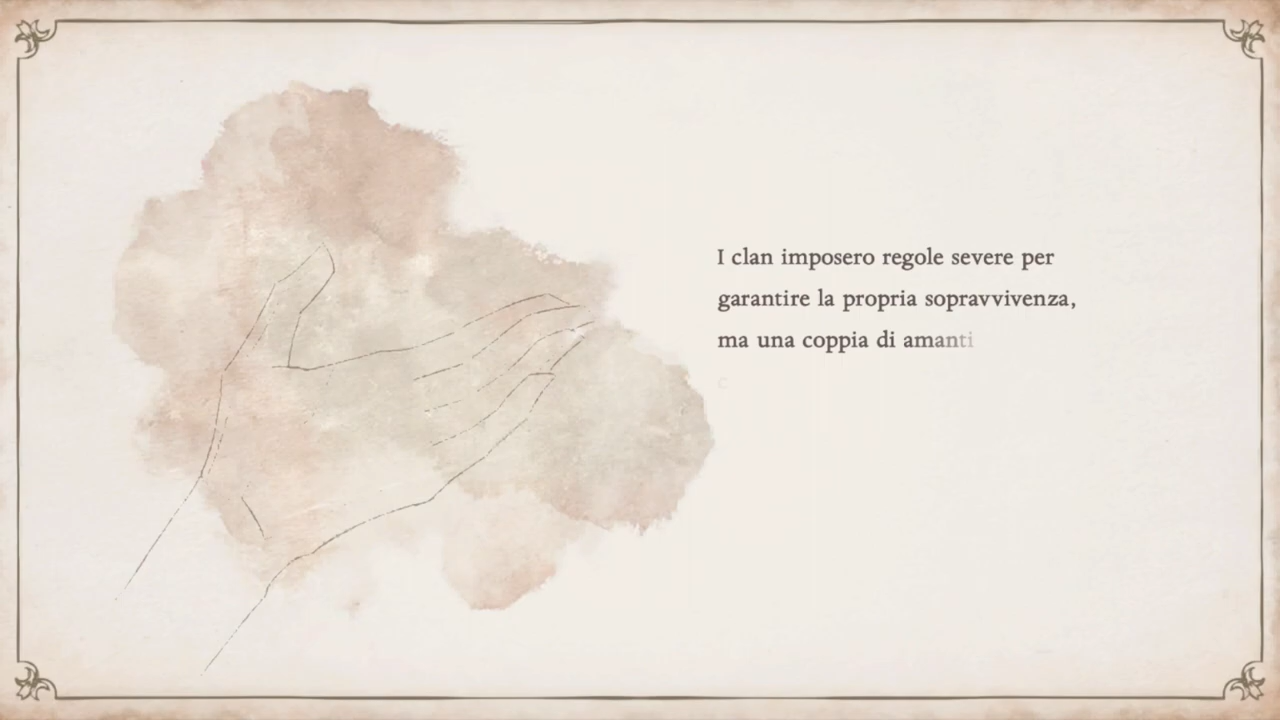 I clan imposero regole severe per
garantire la propria sopravvivenza,
ma una coppia di amanti